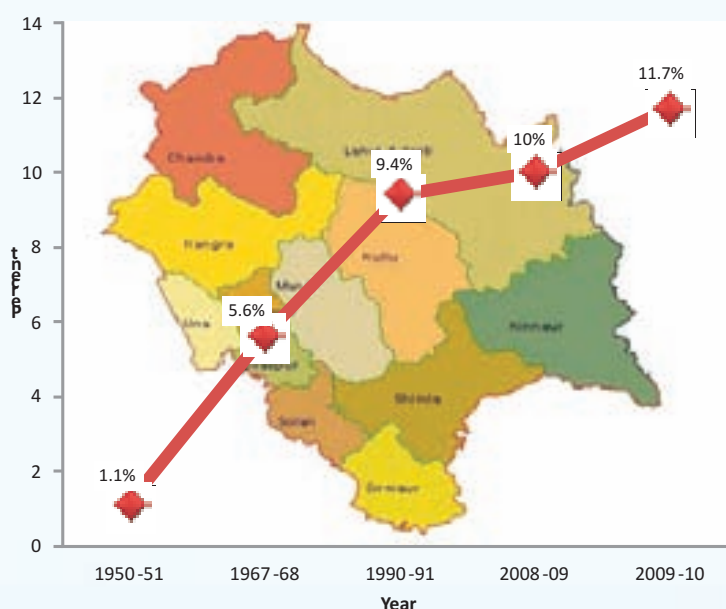 14
12
10
8
6
4
2
0
1.1%
5.6%
9.4%
10%
11.7%
Chamba
Kangra
Kullu
Una
Kinnaur
Shimla
Solan
Sirmaur
1950-51
1967-68
1990-91
2008-09
2009-10
Year